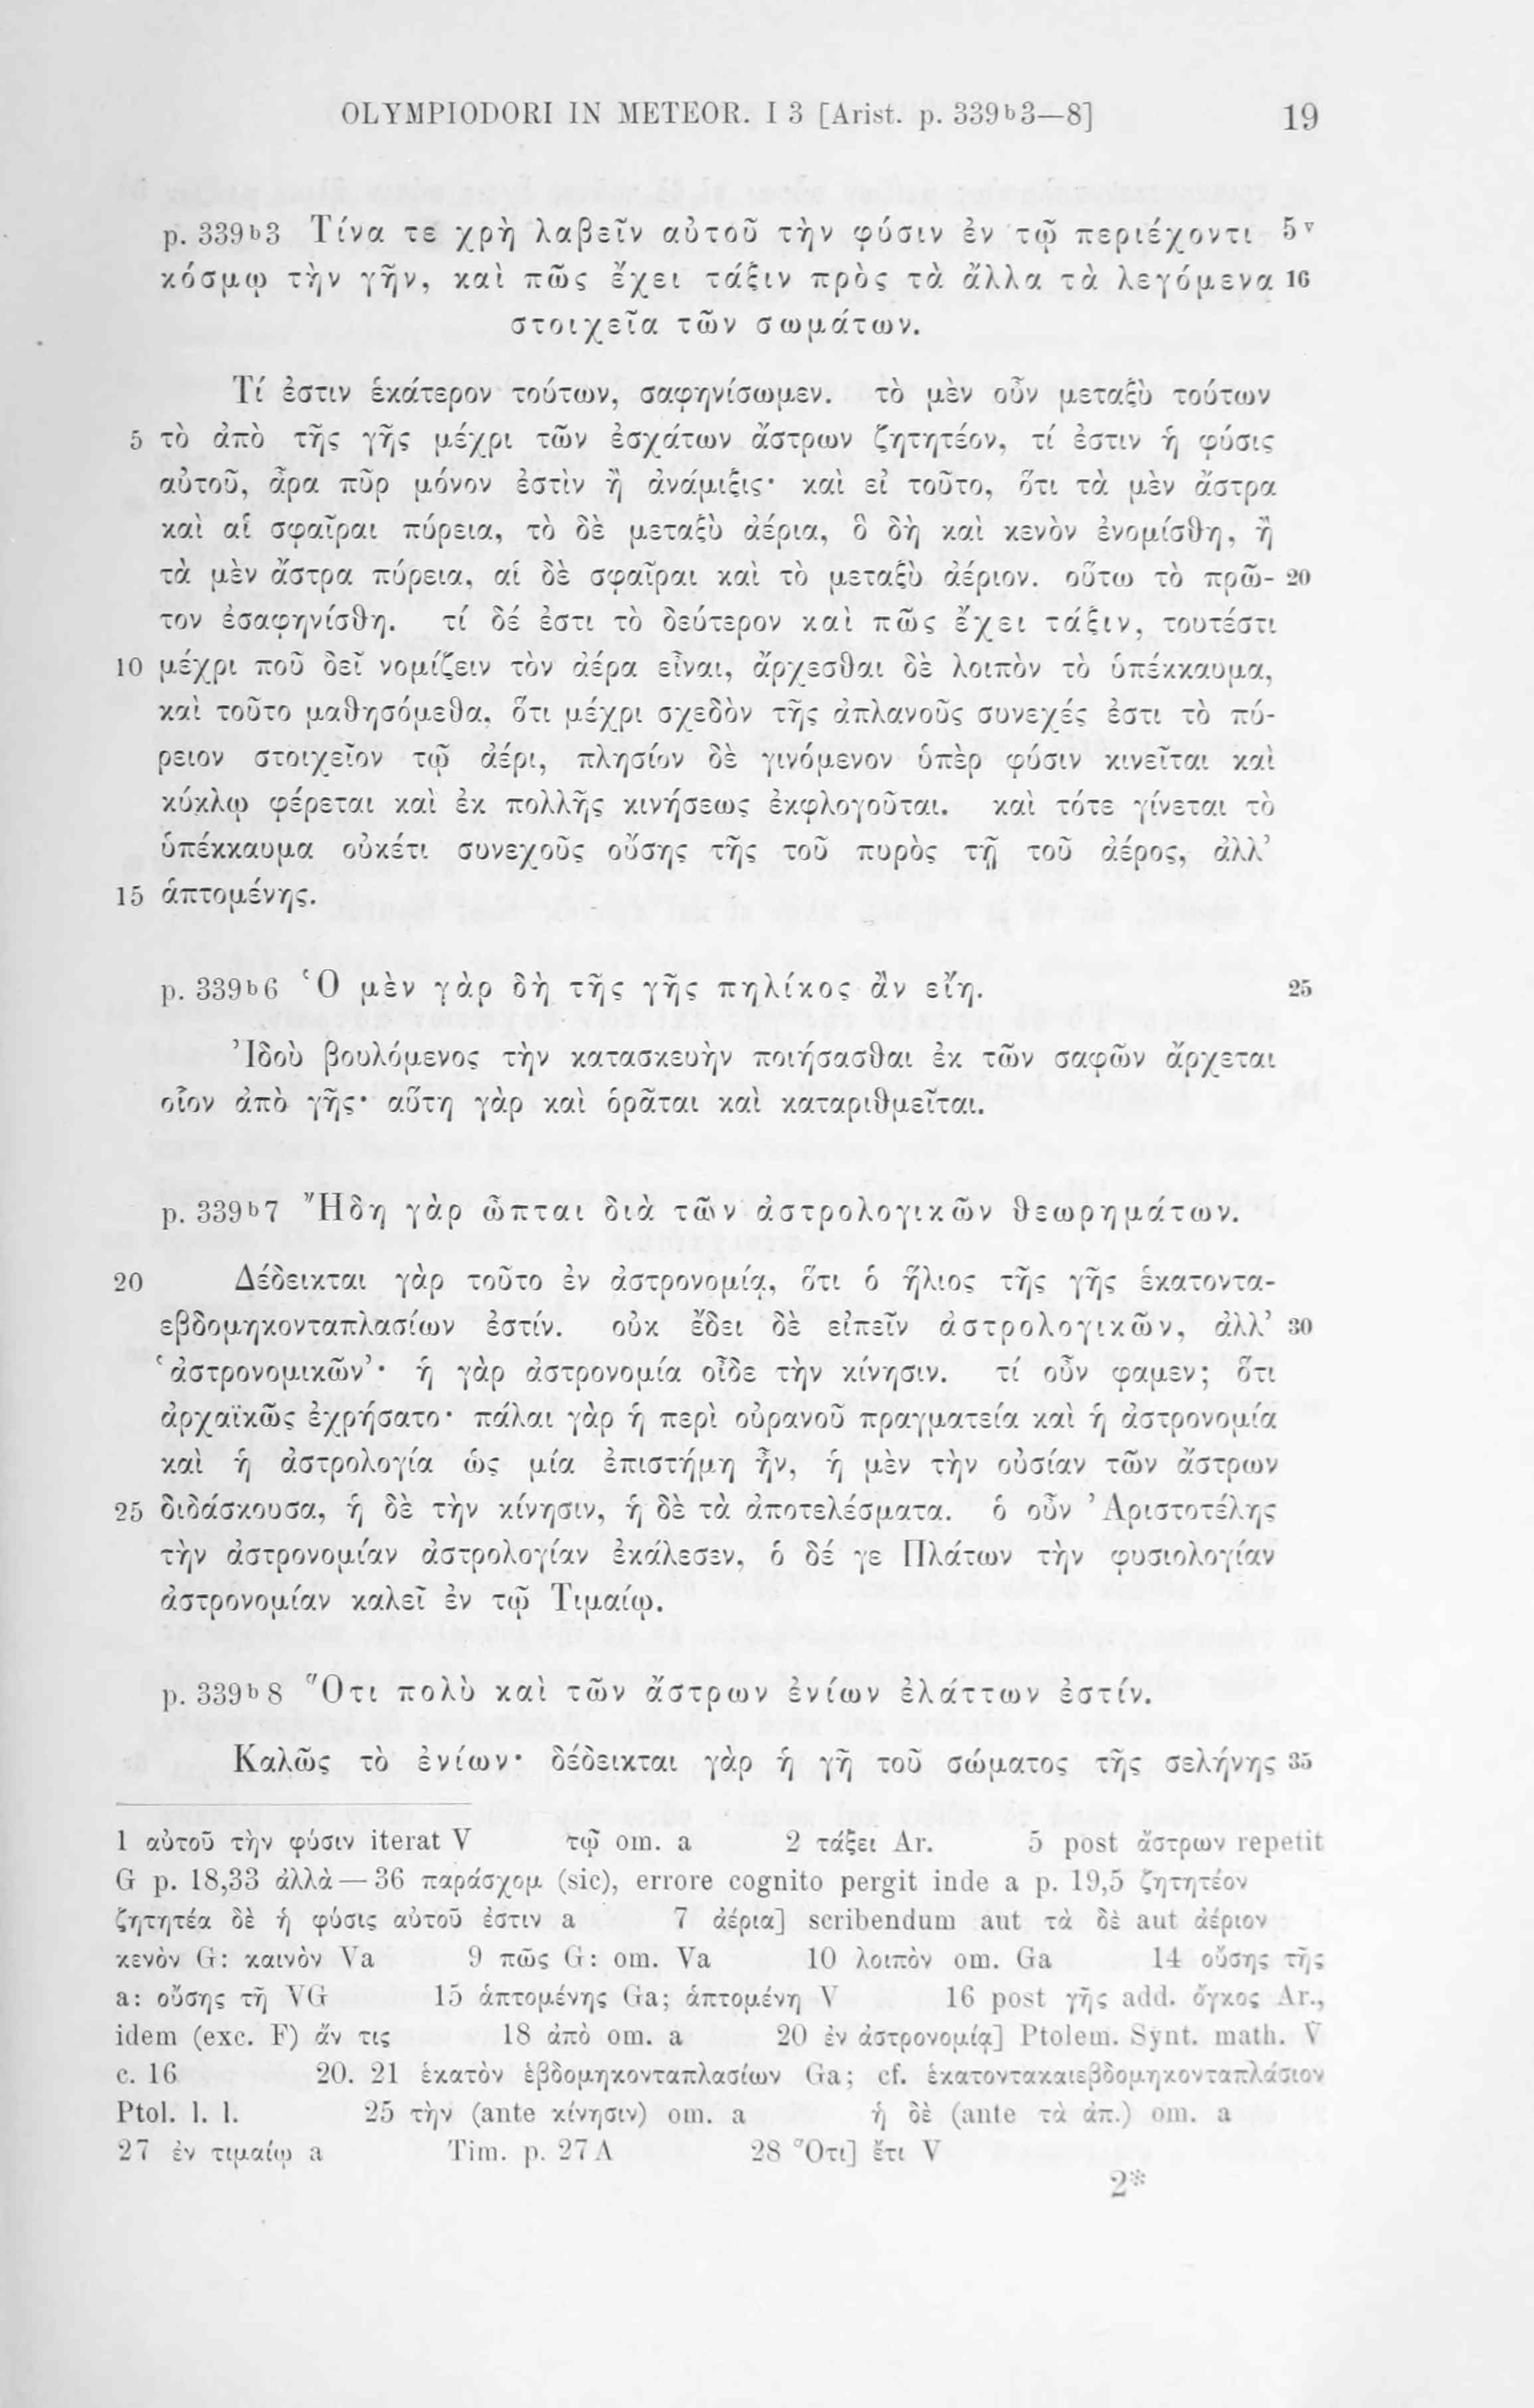 OLYMPIODORI IN METEOR. I 3 [Arist. p. 339b3—8] 19
p. 339b3 Τίνα τε χρὴ λαβεῖν αὐτοῦ τὴν φύσιν ἐν τῷ περιέχοντι 5v
κόσμῳ τὴν γῆν, καὶ πῶς ἔχει τάξιν πρὸς τὰ ἄλλα τὰ λεγόμενα 16
στοιχεῖα τῶν σωμάτων.
Τί ἐστιν ἑκάτερον τούτων, σαφηνίσωμεν. τὸ μὲν οὖν μεταξὺ τούτων
5 τὸ ἀπὸ τῆς γῆς μέχρι τῶν ἐσχάτων ἄστρων ζητητέον, τί ἐστιν ἡ φύσις
αὐτοῦ, ἆρα πῦρ μόνον ἐστὶν ἢ ἀνάμιξις· καὶ εἰ τοῦτο, ὅτι τὰ μὲν ἄστρα
καὶ αἱ σφαῖραι πύρεια, τὸ δὲ μεταξὺ ἀέρια, ὃ δὴ καὶ κενὸν ἐνομίσθη, ἢ
τὰ μὲν ἄστρα πύρεια, αἱ δὲ σφαῖραι καὶ τὸ μεταξὺ ἀέριον. οὕτω τὸ πρῶ- 20
τον ἐσαφηνίσθη. τί δέ ἐστι τὸ δεύτερον καὶ πῶς ἔχει τάξιν, τουτέστι
10 μέχρι ποῦ δεῖ νομίζειν τὸν ἀέρα εἶναι, ἄρχεσθαι δὲ λοιπὸν τὸ ὑπέκκαυμα,
καὶ τοῦτο μαθησόμεθα, ὅτι μέχρι σχεδὸν τῆς ἀπλανοῦς συνεχές ἐστι τὸ πύ-
ρειον στοιχεῖον τῷ ἀέρι, πλησίον δὲ γινόμενον ὑπὲρ φύσιν κινεῖται καὶ
κύκλῳ φέρεται καὶ ἐκ πολλῆς κινήσεως ἐκφλογοῦται. καὶ τότε γίνεται τὸ
ὑπέκκαυμα οὐκέτι συνεχοῦς οὔσης τῆς τοῦ πυρὸς τῇ τοῦ ἀέρος, ἀλλ’
15 ἁπτομένης.
p. 339b6 Ὁ μὲν γὰρ δὴ τῆς γῆς πηλίκος ἂν εἴη. 25
Ἰδοὺ βουλόμενος τὴν κατασκευὴν ποιήσασθαι ἐκ τῶν σαφῶν ἄρχεται
οἷον ἀπὸ γῆς· αὕτη γὰρ καὶ ὁρᾶται καὶ καταριθμεῖται.
p. 339b7 Ἤδη γὰρ ὦπται διὰ τῶν ἀστρολογικῶν θεωρημάτων.
20 Δέδεικται γὰρ τοῦτο ἐν ἀστρονομίᾳ, ὅτι ὁ ἥλιος τῆς γῆς ἑκατοντα-
εβδομηκονταπλασίων ἐστίν. οὐκ ἔδει δὲ εἰπεῖν ἀστρολογικῶν, ἀλλ’ 30
‘ἀστρονομικῶν’· ἡ γὰρ ἀστρονομία οἶδε τὴν κίνησιν. τί οὖν φαμεν; ὅτι
ἀρχαϊκῶς ἐχρήσατο· πάλαι γὰρ ἡ περὶ οὐρανοῦ πραγματεία καὶ ἡ ἀστρονομία
καὶ ἡ ἀστρολογία ὡς μία ἐπιστήμη ἦν, ἡ μὲν τὴν οὐσίαν τῶν ἄστρων
25 διδάσκουσα, ἡ δὲ τὴν κίνησιν, ἡ δὲ τὰ ἀποτελέσματα. ὁ οὖν Ἀριστοτέλης
τὴν ἀστρονομίαν ἀστρολογίαν ἐκάλεσεν, ὁ δέ γε Πλάτων τὴν φυσιολογίαν
ἀστρονομίαν καλεῖ ἐν τῷ Τιμαίῳ.
p. 339b8 Ὅτι πολὺ καὶ τῶν ἄστρων ἐνίων ἐλάττων ἐστίν.
Καλῶς τὸ ἐνίων· δέδεικται γὰρ ἡ γῆ τοῦ σώματος τῆς σελήνης 35
1 αὐτοῦ τὴν φύσιν iterat V τῷ om. a 2 τάξει Ar. 5 post ἄστρων repetit
G p. 18,33 ἀλλὰ — 36 παράσχομ (sic), errore cognito pergit inde a p. 19,5 ζητητέον
ζητητέα δὲ ἡ φύσις αὐτοῦ ἐστιν a 7 ἀέρια] scribendum aut τὰ δὲ aut ἀέριον
κενὸν G: καινὸν Va 9 πῶς G: om. Va 10 λοιπὸν om. Ga 14 οὔσης τῆς
a: οὔσης τῇ VG 15 ἁπτομένης Ga; ἁπτομένη V 16 post γῆς add. ὄγκος Ar.,
idem (exc. F) ἄν τις 18 ἀπὸ om. a 20 ἐν ἀστρονομίᾳ] Ptolem. Synt. math. V
c. 16 20. 21 ἑκατὸν ἑβδομηκονταπλασίων Ga; cf. ἑκατοντακαιεβδομηκονταπλάσιον
Ptol. l. l. 25 τὴν (ante κίνησιν) om. a ἡ δὲ (ante τὰ ἀπ.) om. a
27 ἐν τιμαίῳ a Tim. p. 27 A 28 Ὅτι] ἔτι V
2*